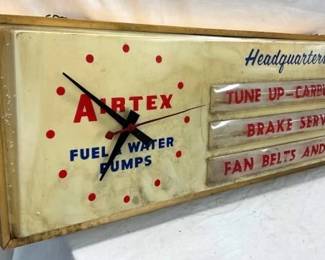 Headquarters
AIRTEX
FUEL WATER
PUMPS
TUNE UP-CARBU
BRAKE SERV
FAN BELTS AND